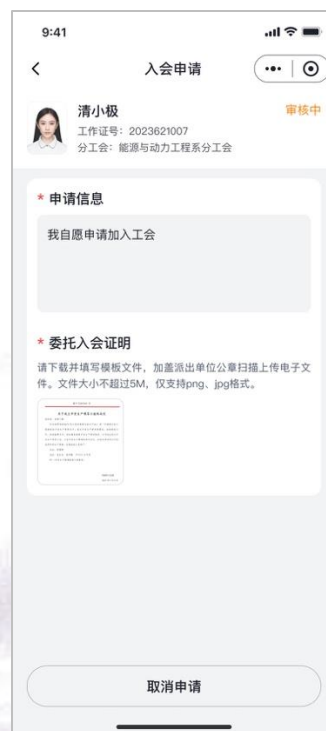 9:41
入会申请
清小极
审核中
工作证号：2023621007
分工会：能源与动力工程系分工会
* 申请信息
我自愿申请加入工会
* 委托入会证明
请下载并填写模板文件，加盖派出单位公章扫描上传电子文
件。文件大小不超过5M，仅支持png、jpg格式。
取消申请